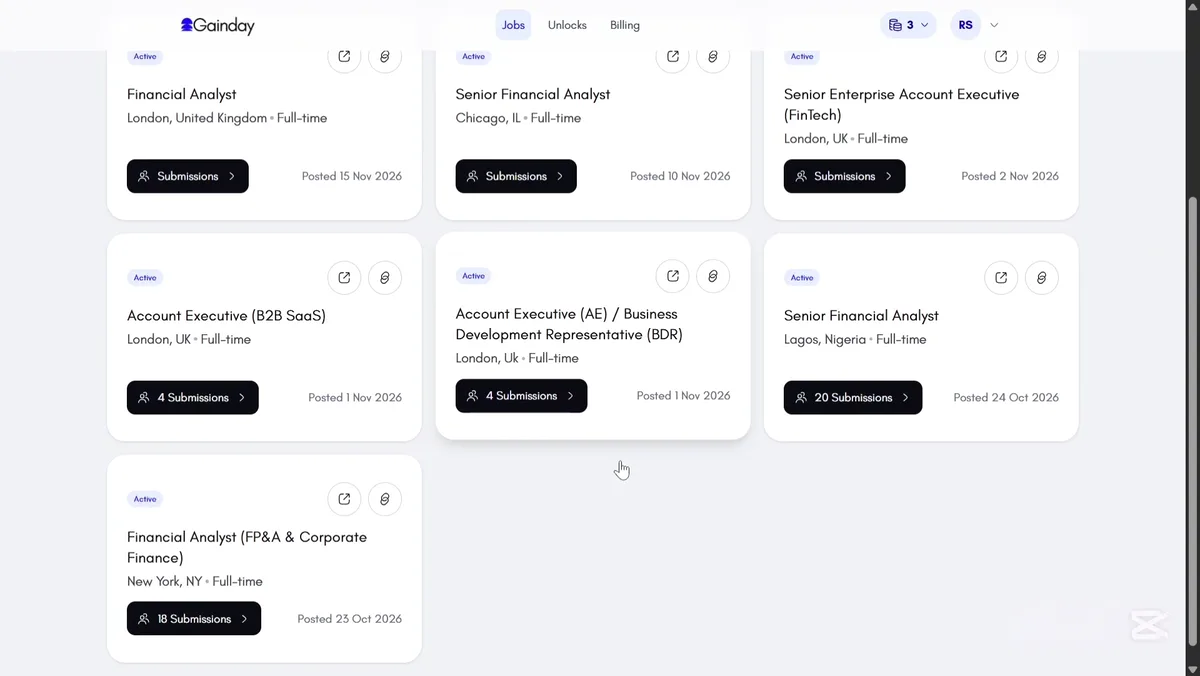 Gainday
Jobs
Unlocks
Billing
3
RS
Active
Financial Analyst
London, United Kingdom • Full-time
Submissions
Posted 15 Nov 2026
Active
Senior Financial Analyst
Chicago, IL • Full-time
Submissions
Posted 10 Nov 2026
Active
Senior Enterprise Account Executive
(FinTech)
London, UK • Full-time
Submissions
Posted 2 Nov 2026
Active
Account Executive (B2B SaaS)
London, UK • Full-time
4 Submissions
Posted 1 Nov 2026
Active
Account Executive (AE) / Business
Development Representative (BDR)
London, Uk • Full-time
4 Submissions
Posted 1 Nov 2026
Active
Senior Financial Analyst
Lagos, Nigeria • Full-time
20 Submissions
Posted 24 Oct 2026
Active
Financial Analyst (FP&A & Corporate
Finance)
New York, NY • Full-time
18 Submissions
Posted 23 Oct 2026